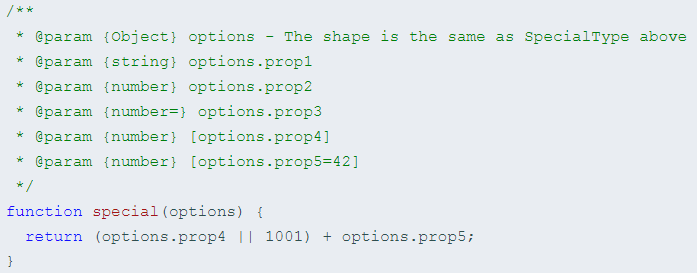 /**
 * @param {Object} options - The shape is the same as SpecialType above
 * @param {string} options.prop1
 * @param {number} options.prop2
 * @param {number=} options.prop3
 * @param {number} [options.prop4]
 * @param {number} [options.prop5=42]
 */
function special(options) {
  return (options.prop4 || 1001) + options.prop5;
}